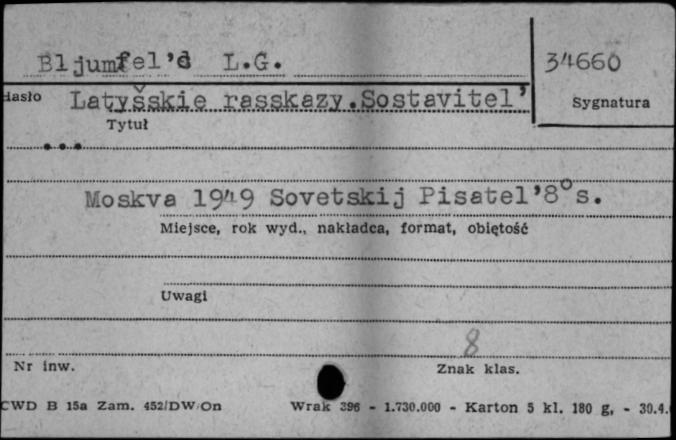 Bljumfel'd L.G.
34660
Hasło
Latyšskie rasskazy.Sostavitel'
Sygnatura
Tytuł
...
Moskva 1949 Sovetskij Pisatel'8°s.
Miejsce, rok wyd., nakładca, format, objętość
Uwagi
8
Nr inw.
Znak klas.
CWD B 15a Zam. 452/DW/On
Wrak 396 - 1.730.000 - Karton 5 kl. 180 g, - 30.4.